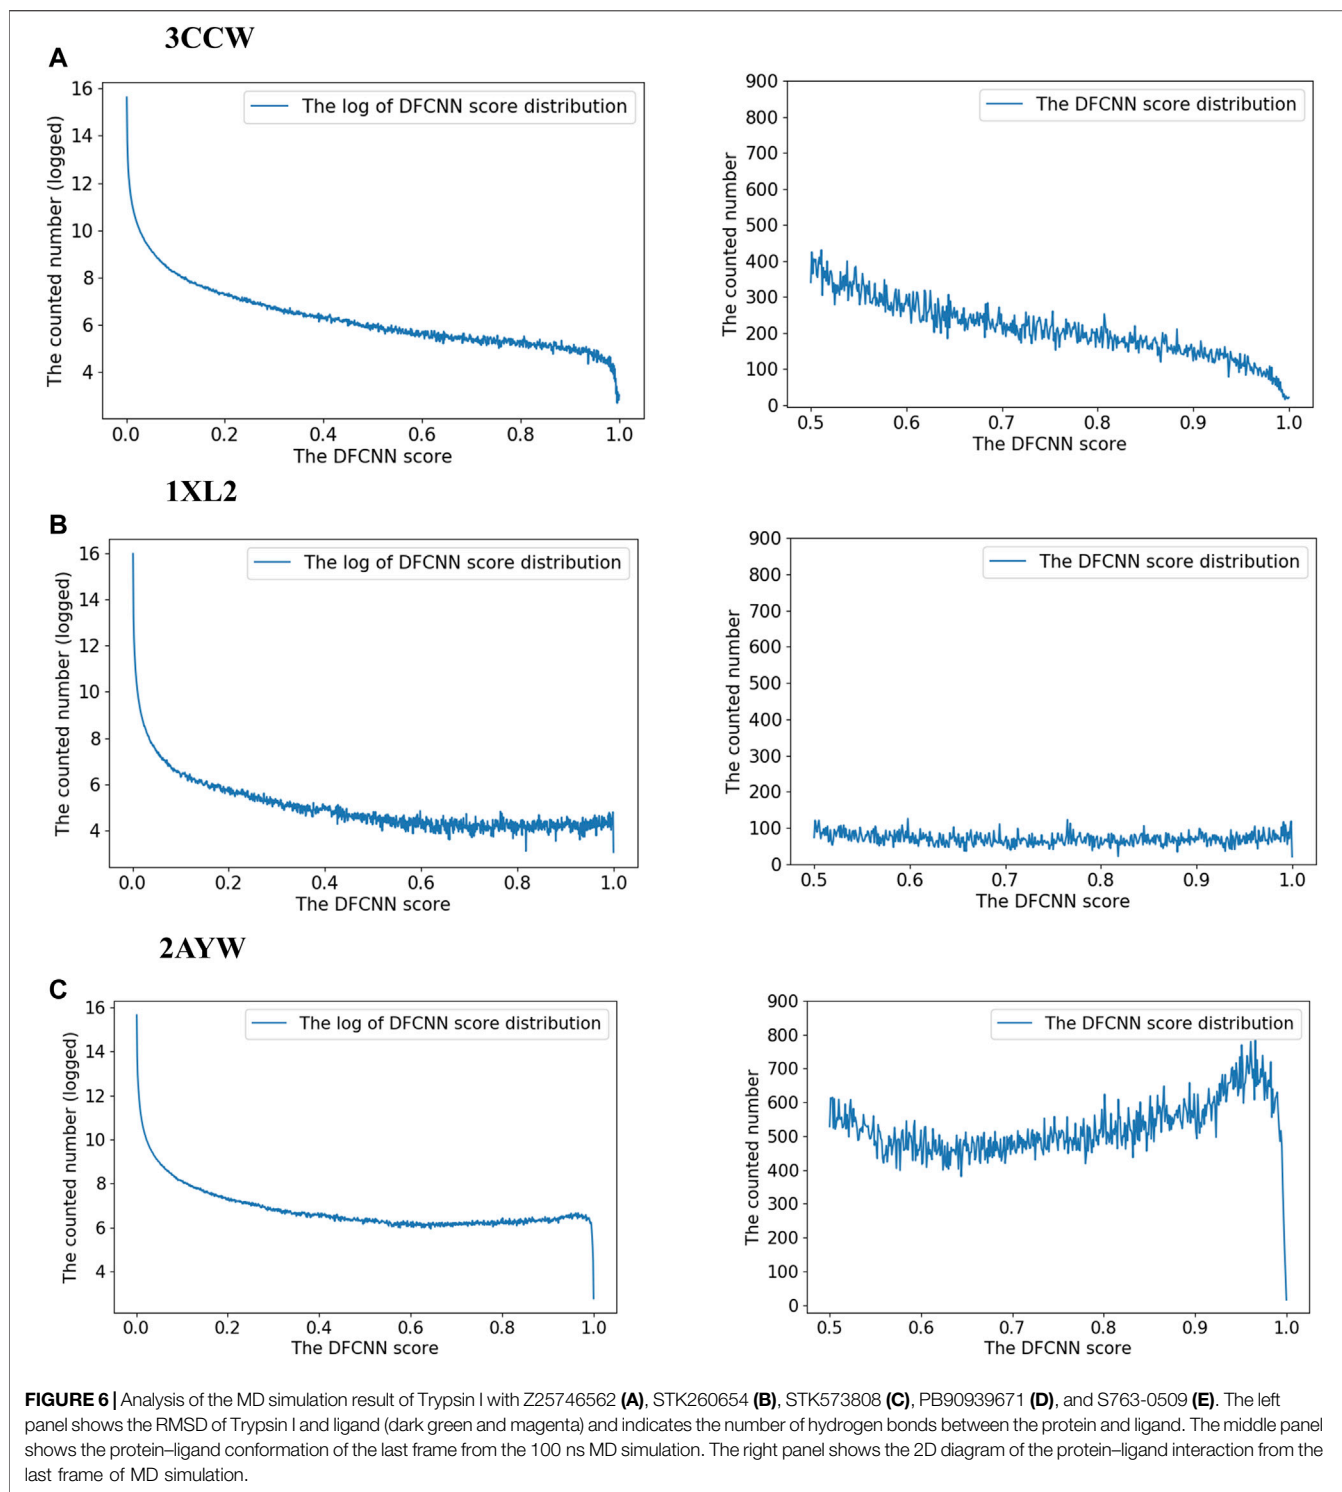 3CCW
A
16
14
12
10
8
6
4
The counted number (logged)
The log of DFCNN score distribution
0.0 0.2 0.4 0.6 0.8 1.0
The DFCNN score
900
800
700
600
500
400
300
200
100
0
The counted number
The DFCNN score distribution
0.5 0.6 0.7 0.8 0.9 1.0
The DFCNN score
1XL2
B
16
14
12
10
8
6
4
The counted number (logged)
The log of DFCNN score distribution
0.0 0.2 0.4 0.6 0.8 1.0
The DFCNN score
900
800
700
600
500
400
300
200
100
0
The counted number
The DFCNN score distribution
0.5 0.6 0.7 0.8 0.9 1.0
The DFCNN score
2AYW
C
16
14
12
10
8
6
4
The counted number (logged)
The log of DFCNN score distribution
0.0 0.2 0.4 0.6 0.8 1.0
The DFCNN score
900
800
700
600
500
400
300
200
100
0
The counted number
The DFCNN score distribution
0.5 0.6 0.7 0.8 0.9 1.0
The DFCNN score
FIGURE 6 | Analysis of the MD simulation result of Trypsin I with Z25746562 (A), STK260654 (B), STK573808 (C), PB90939671 (D), and S763-0509 (E). The left
panel shows the RMSD of Trypsin I and ligand (dark green and magenta) and indicates the number of hydrogen bonds between the protein and ligand. The middle panel
shows the protein–ligand conformation of the last frame from the 100 ns MD simulation. The right panel shows the 2D diagram of the protein–ligand interaction from the
last frame of MD simulation.